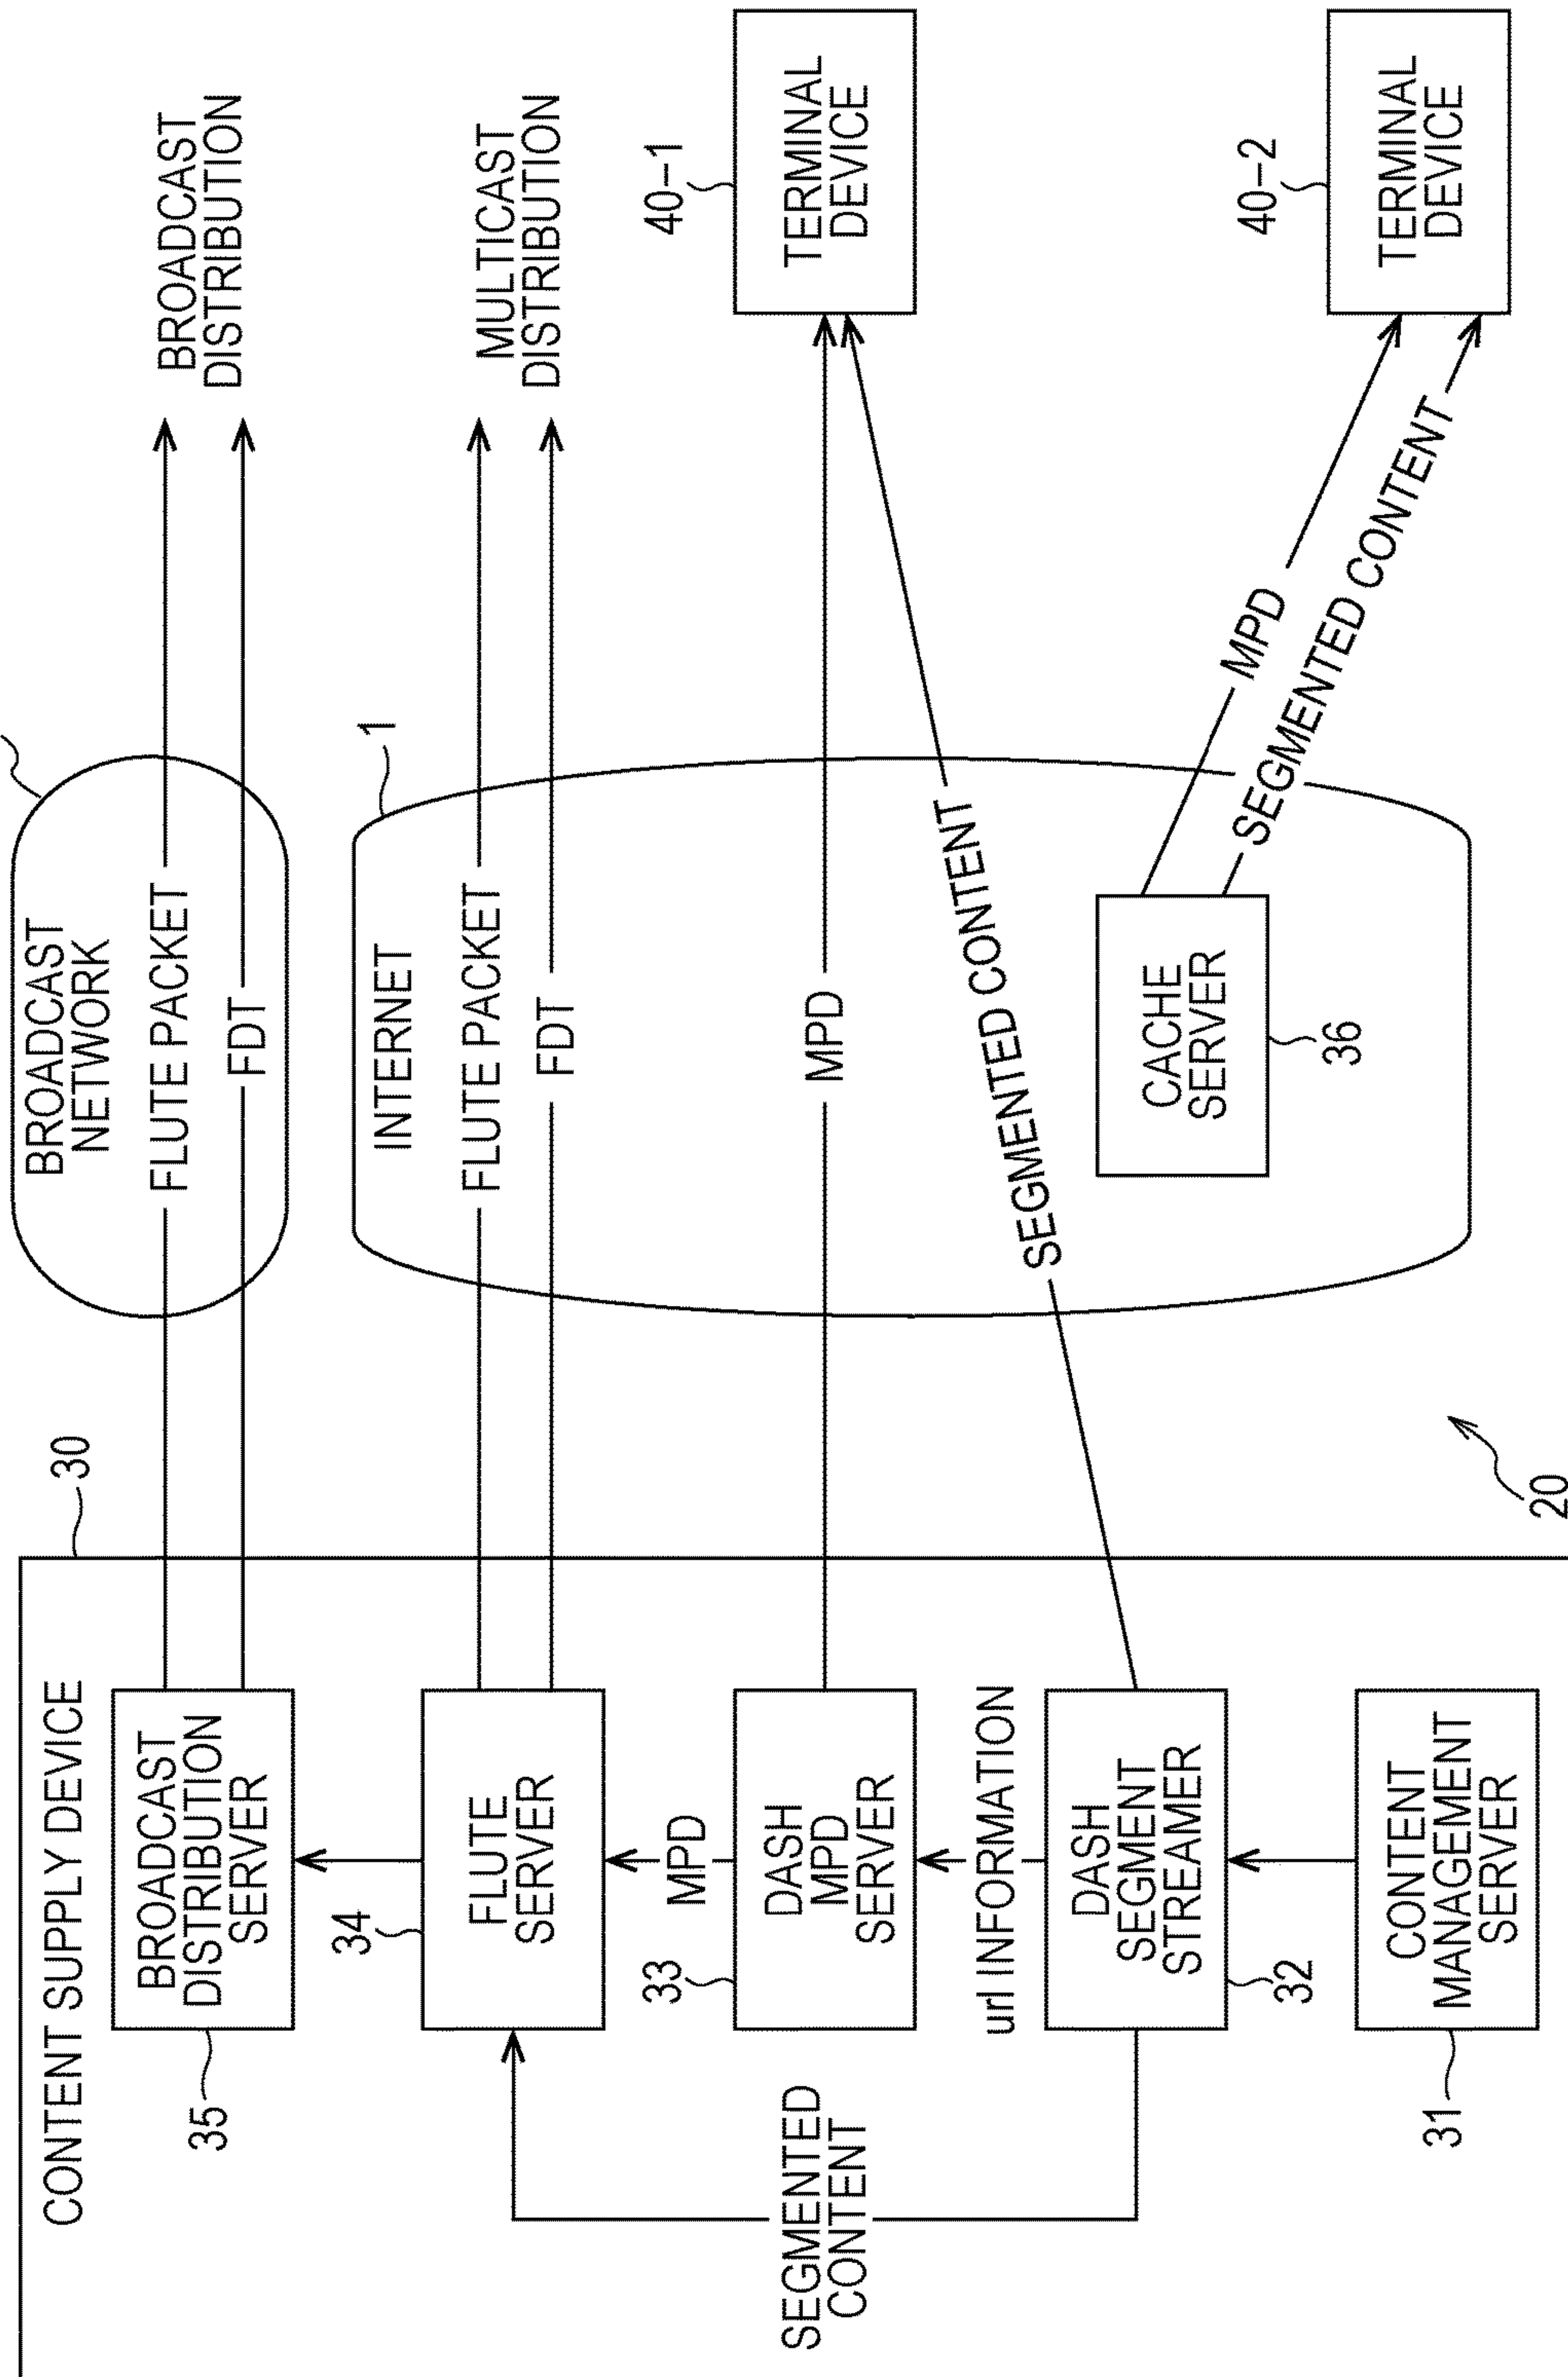 CONTENT SUPPLY DEVICE
30
BROADCAST
DISTRIBUTION
SERVER
35
FLUTE
SERVER
34
MPD
DASH
MPD
SERVER
33
url INFORMATION
DASH
SEGMENT
STREAMER
32
CONTENT
MANAGEMENT
SERVER
31
SEGMENTED
CONTENT
BROADCAST
NETWORK
FLUTE PACKET
FDT
BROADCAST
DISTRIBUTION
INTERNET
1
FLUTE PACKET
FDT
MULTICAST
DISTRIBUTION
MPD
SEGMENTED CONTENT
CACHE
SERVER
36
MPD
SEGMENTED CONTENT
40-1
TERMINAL
DEVICE
40-2
TERMINAL
DEVICE
20